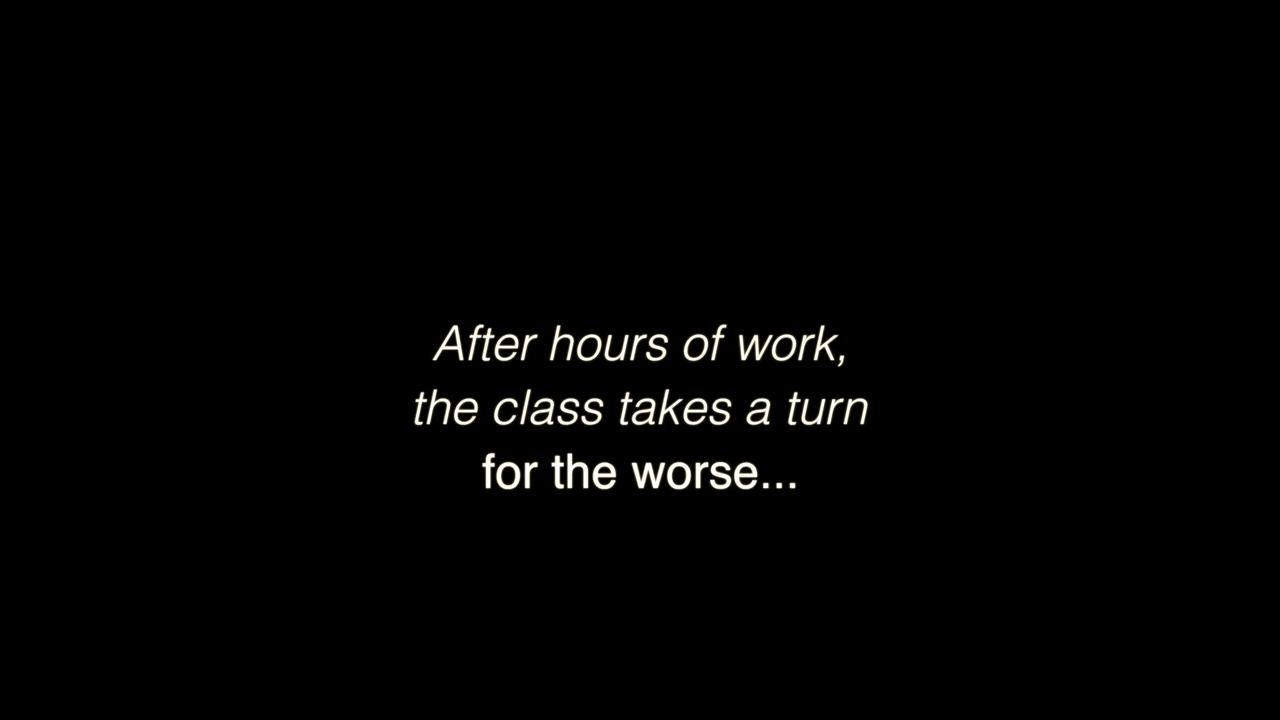 After hours of work,
the class takes a turn
for the worse...